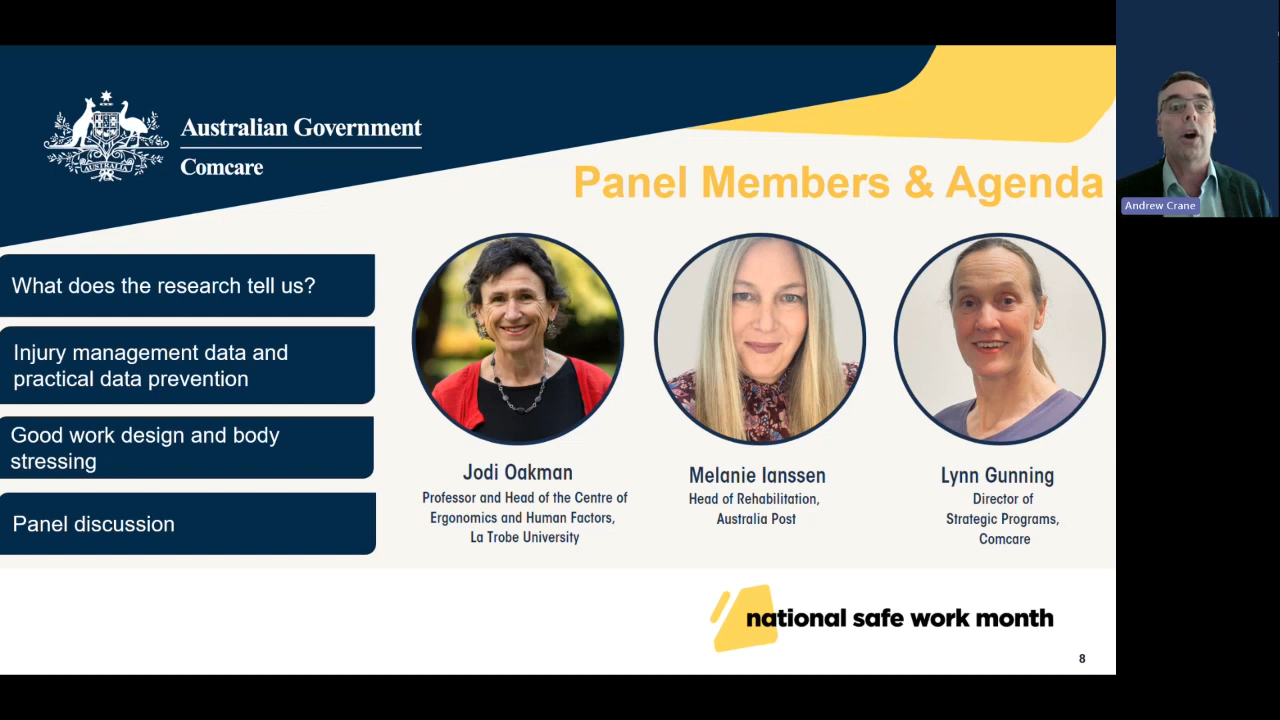 Australian Government
Comcare
AUSTRALIA
Panel Members & Agenda
What does the research tell us?
Injury management data and
practical data prevention
Good work design and body
stressing
Panel discussion
Jodi Oakman
Professor and Head of the Centre of
Ergonomics and Human Factors,
La Trobe University
Melanie Ianssen
Head of Rehabilitation,
Australia Post
Lynn Gunning
Director of
Strategic Programs,
Comcare
national safe work month
8
Andrew Crane